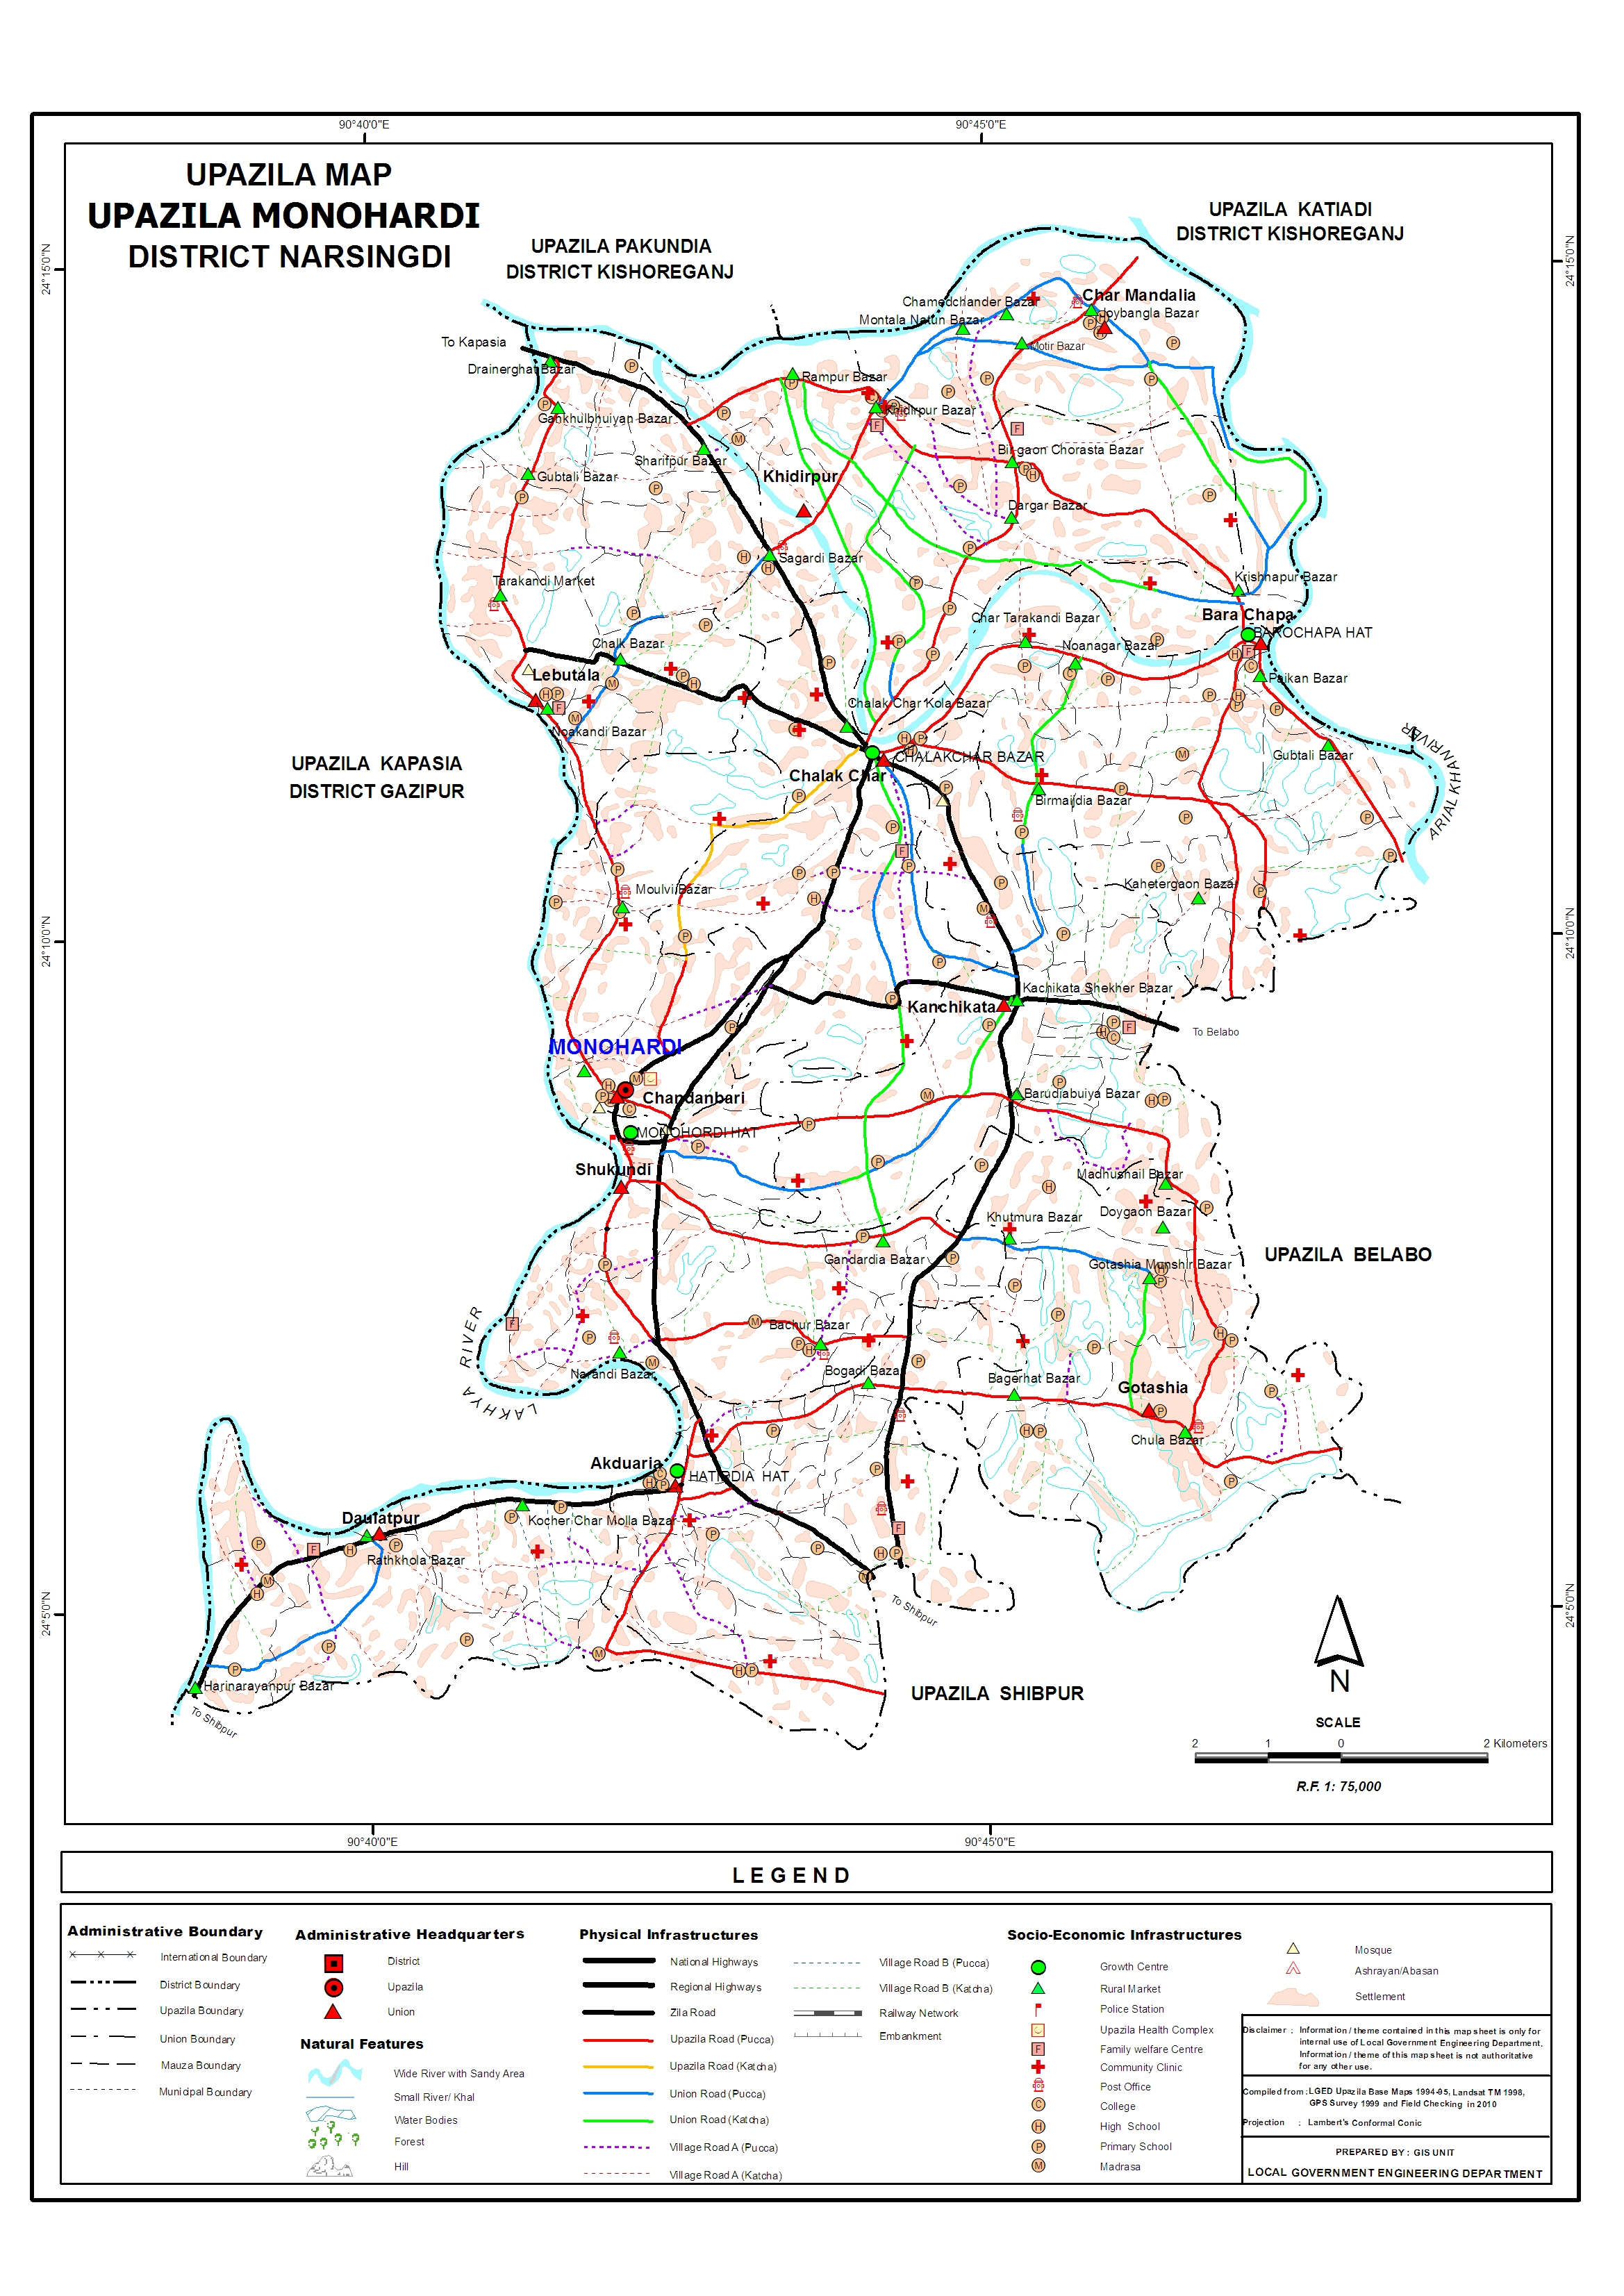 90°40'0"E
90°45'0"E
UPAZILA MAP
UPAZILA MONOHARDI
DISTRICT NARSINGDI
UPAZILA KATIADI
DISTRICT KISHOREGANJ
UPAZILA PAKUNDIA
DISTRICT KISHOREGANJ
24°15'0"N
24°15'0"N
Char Mandalia
Chamedchander Bazar
Joybangla Bazar
Montala Natun Bazar
To Kapasia
Motir Bazar
Drainerghat Bazar
Rampur Bazar
Khidirpur Bazar
Gankhulbhuiyan Bazar
Bil-gaon Chorasta Bazar
Sharifpur Bazar
Khidirpur
Gubtali Bazar
Dargar Bazar
Sagardi Bazar
Tarakandi Market
Krishnapur Bazar
Bara Chapa
Char Tarakandi Bazar
BAROCHAPA HAT
Chalk Bazar
Noanagar Bazar
Lebutala
Paikan Bazar
Chalak Char Kola Bazar
Noakandi Bazar
ARIAL KHAN RIVER
CHALAKCHAR BAZAR
Gubtali Bazar
UPAZILA KAPASIA
DISTRICT GAZIPUR
Chalak Char
Birmaidia Bazar
Moulvi Bazar
Kahetergaon Bazar
24°10'0"N
24°10'0"N
Kachikata Shekher Bazar
Kanchikata
To Belabo
MONOHARDI
Chandanbari
Barudiabuiya Bazar
MONOHORDI HAT
Shukundi
Madhushail Bazar
Doygaon Bazar
Khutmura Bazar
Gandardia Bazar
UPAZILA BELABO
Gotashia Munshir Bazar
Bachur Bazar
LAKHYA RIVER
Narandi Bazar
Bogadi Bazar
Bagerhat Bazar
Gotashia
Chula Bazar
Akduaria
HATIRDIA HAT
Daulatpur
Kocher Char Molla Bazar
Rathkhola Bazar
To Shibpur
24°5'0"N
24°5'0"N
Harinarayanpur Bazar
To Shibpur
UPAZILA SHIBPUR
N
SCALE
2 1 0 2 Kilometers
R.F. 1: 75,000
90°40'0"E
90°45'0"E
LEGEND
Administrative Boundary
International Boundary
District Boundary
Upazila Boundary
Union Boundary
Mauza Boundary
Municipal Boundary
Administrative Headquarters
District
Upazila
Union
Natural Features
Wide River with Sandy Area
Small River/ Khal
Water Bodies
Forest
Hill
Physical Infrastructures
National Highways
Regional Highways
Zila Road
Upazila Road (Pucca)
Upazila Road (Katcha)
Union Road (Pucca)
Union Road (Katcha)
Village Road A (Pucca)
Village Road A (Katcha)
Village Road B (Pucca)
Village Road B (Katcha)
Railway Network
Embankment
Socio-Economic Infrastructures
Growth Centre
Rural Market
Police Station
Upazila Health Complex
F Family welfare Centre
Community Clinic
Post Office
C College
H High School
P Primary School
M Madrasa
Mosque
Ashrayan/Abasan
Settlement
Disclaimer : Information / theme contained in this map sheet is only for
internal use of Local Government Engineering Department,
Information / theme of this map sheet is not authoritative
for any other use.
Compiled from : LGED Upazila Base Maps 1994-95, Landsat TM 1998,
GPS Survey 1999 and Field Checking in 2010
Projection : Lambert's Conformal Conic
PREPARED BY : GIS UNIT
LOCAL GOVERNMENT ENGINEERING DEPARTMENT